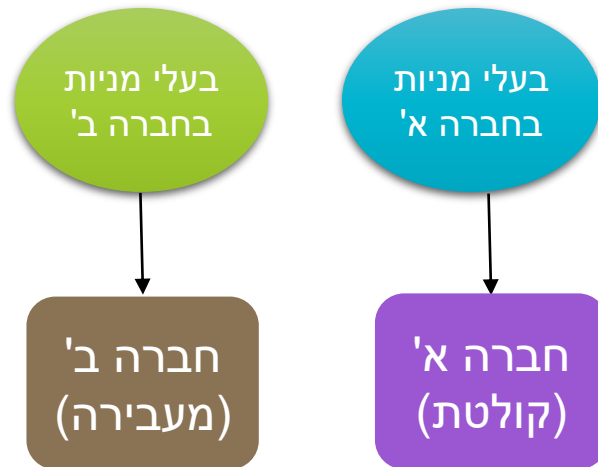 בעלי מניות
בחברה א'
בעלי מניות
בחברה ב'
חברה א'
(קולטת)
חברה ב'
(מעבירה)